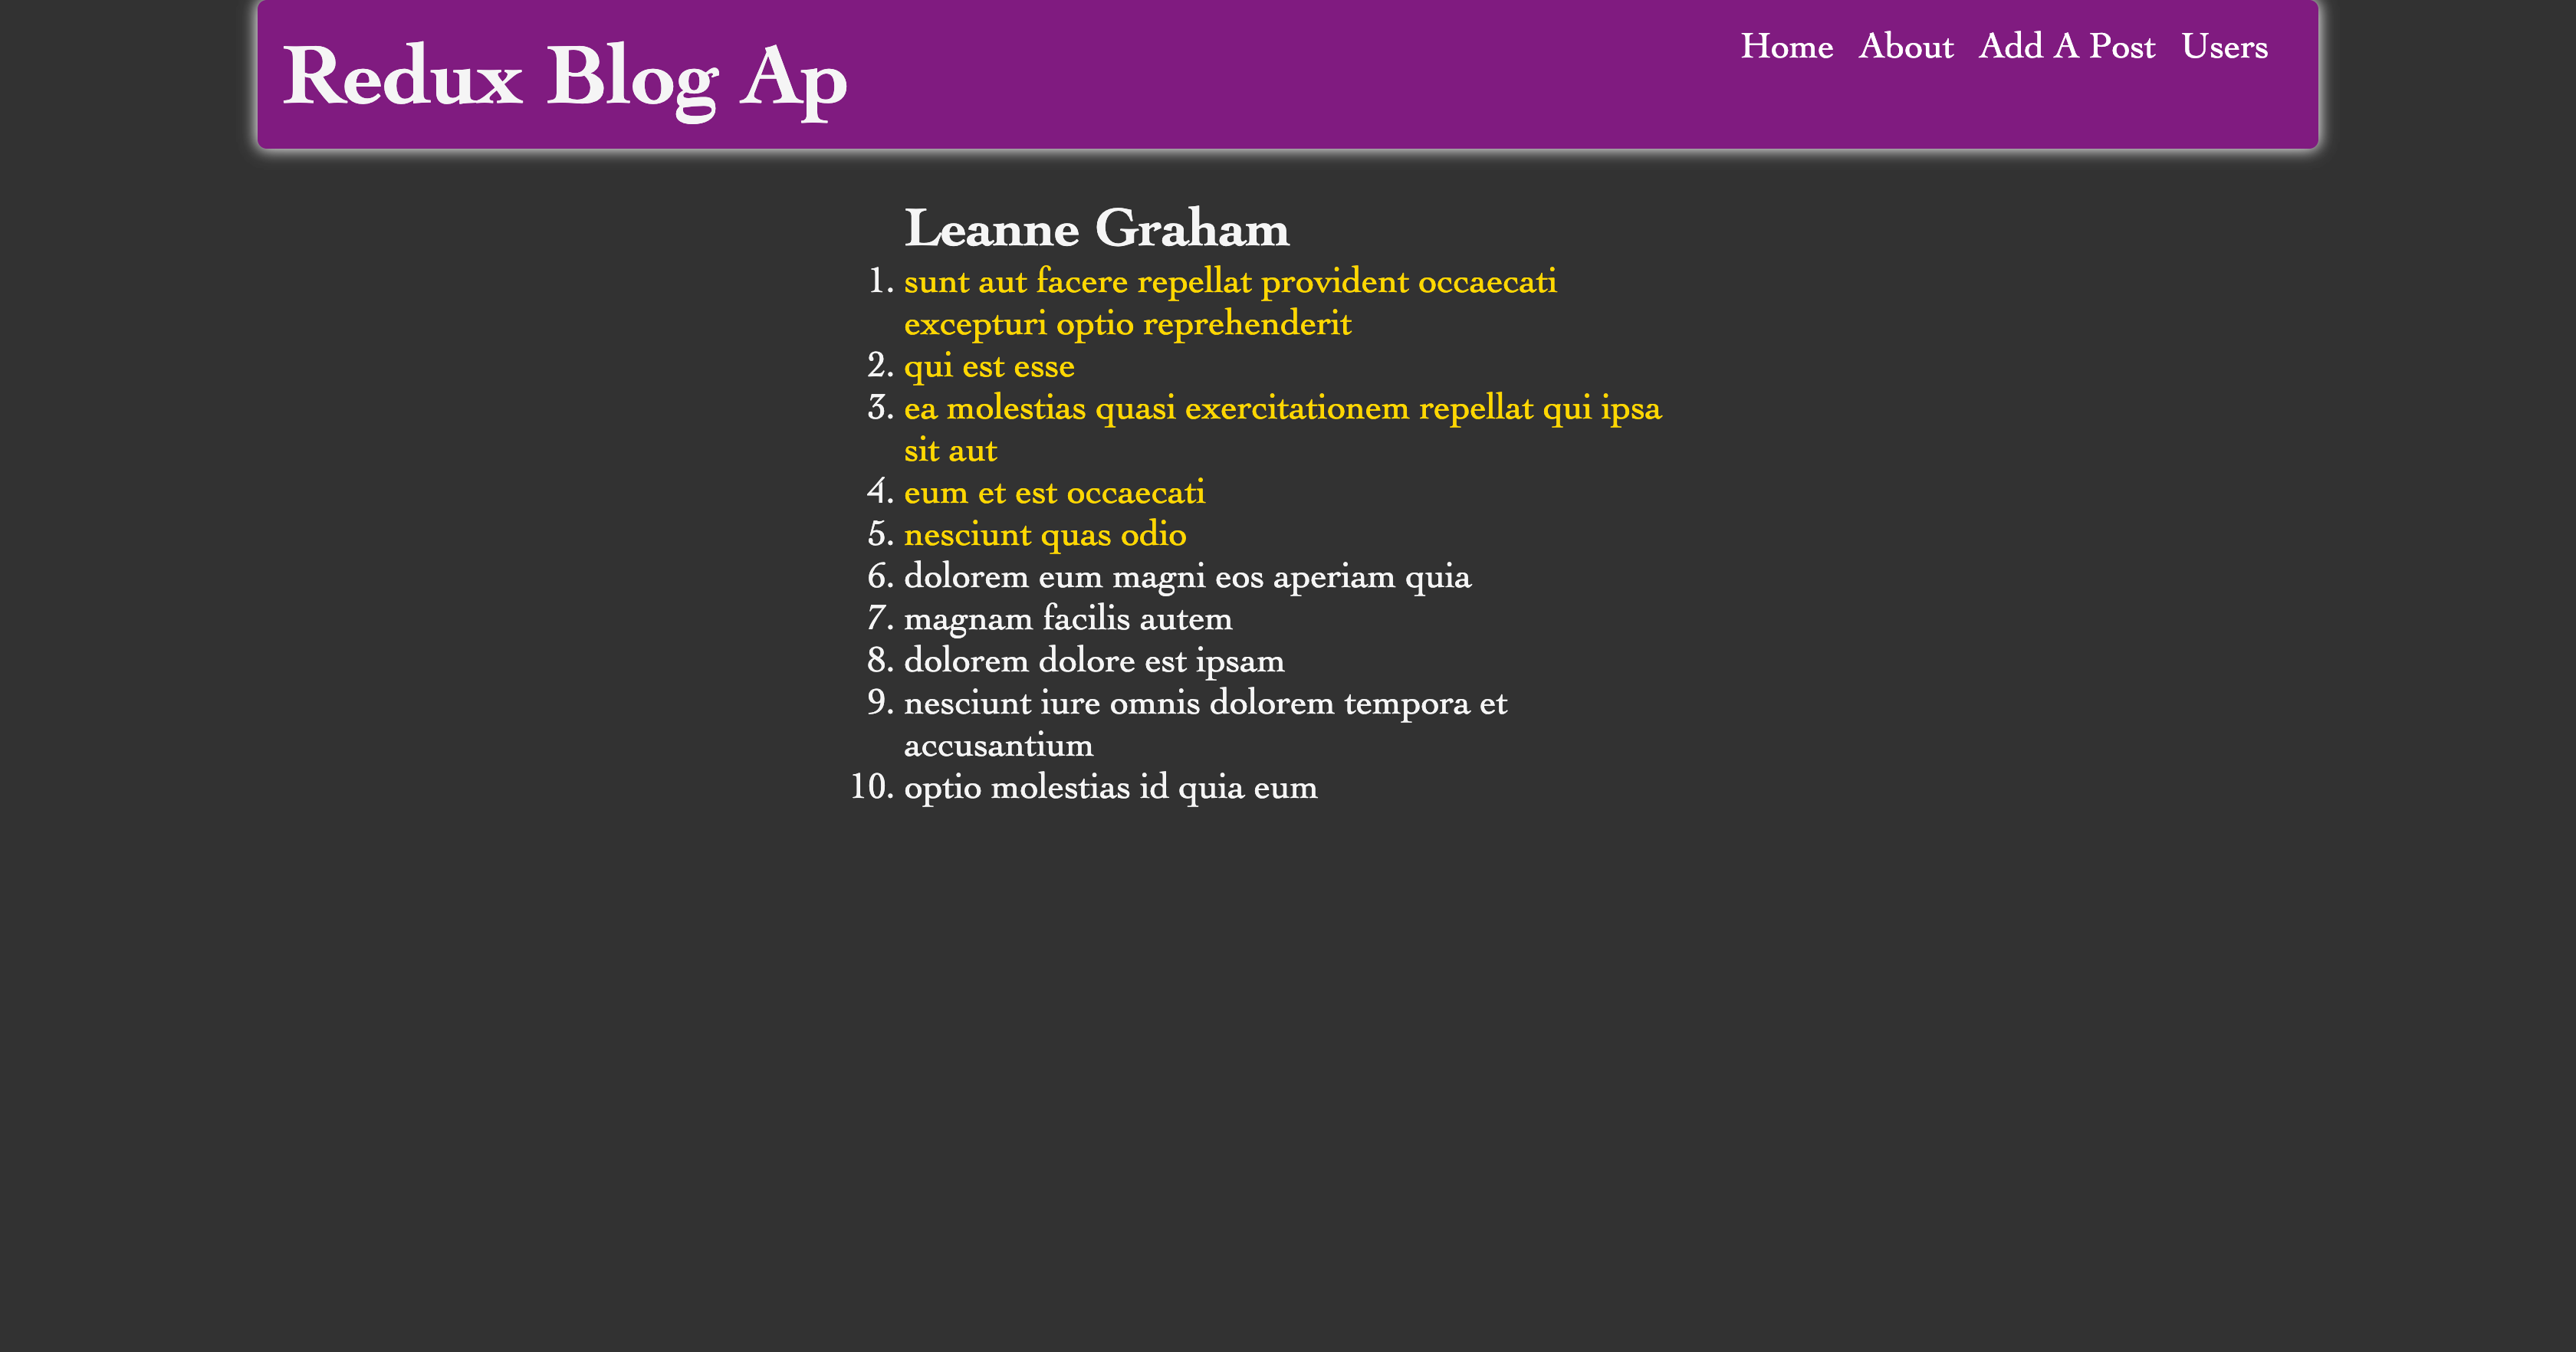 Redux Blog Ap
Home About Add A Post Users
Leanne Graham
1. sunt aut facere repellat provident occaecati
excepturi optio reprehenderit
2. qui est esse
3. ea molestias quasi exercitationem repellat qui ipsa
sit aut
4. eum et est occaecati
5. nesciunt quas odio
6. dolorem eum magni eos aperiam quia
7. magnam facilis autem
8. dolorem dolore est ipsam
9. nesciunt iure omnis dolorem tempora et
accusantium
10. optio molestias id quia eum